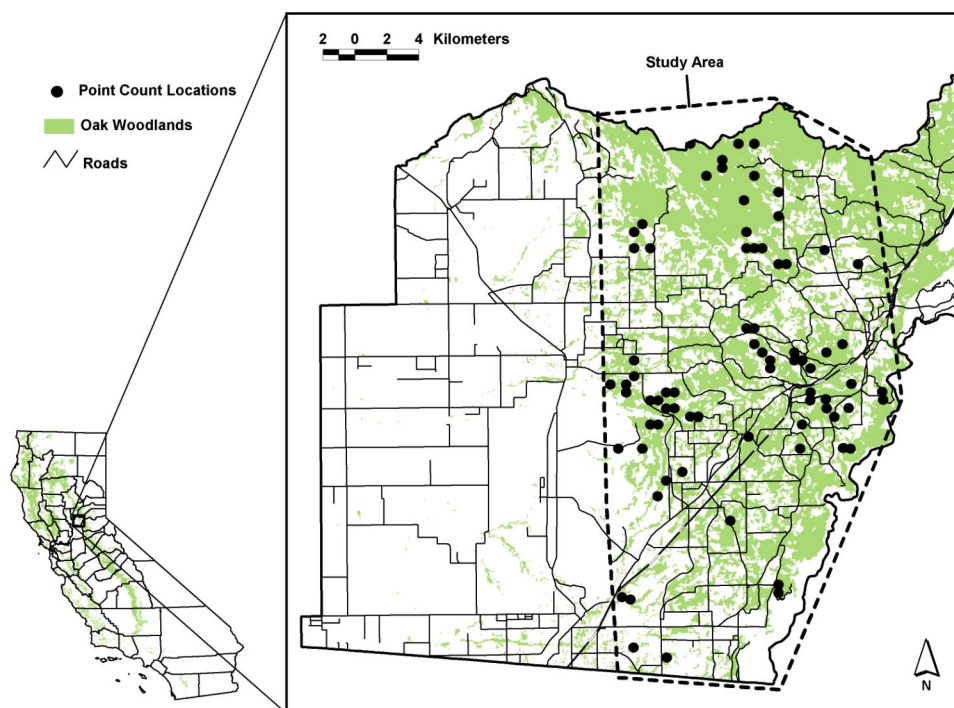 2 0 2 4 Kilometers
Study Area
Point Count Locations
Oak Woodlands
Roads
N